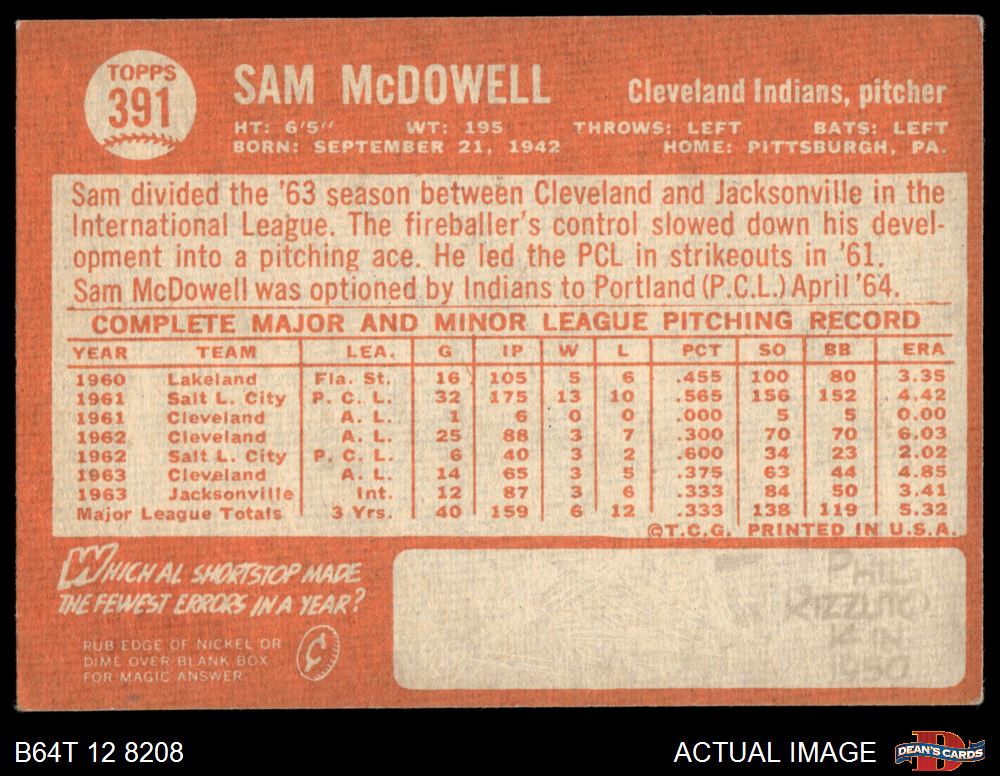 TOPPS
391
SAM McDOWELL
Cleveland Indians, pitcher
HT: 6'5" WT: 195 THROWS: LEFT BATS: LEFT
BORN: SEPTEMBER 21, 1942 HOME: PITTSBURGH, PA.
Sam divided the '63 season between Cleveland and Jacksonville in the
International League. The fireballer's control slowed down his devel-
opment into a pitching ace. He led the PCL in strikeouts in '61.
Sam McDowell was optioned by Indians to Portland (P.C.L.) April '64.
COMPLETE MAJOR AND MINOR LEAGUE PITCHING RECORD
YEAR TEAM LEA. G IP W L PCT SO BB ERA
1960 Lakeland Fla. St. 16 105 5 6 .455 100 80 3.35
1961 Salt L. City P. C. L. 32 175 13 10 .565 156 152 4.42
1961 Cleveland A. L. 1 6 0 0 .000 5 5 0.00
1962 Cleveland A. L. 25 88 3 7 .300 70 70 6.03
1962 Salt L. City P. C. L. 6 40 3 2 .600 34 23 2.02
1963 Cleveland A. L. 14 65 3 5 .375 63 44 4.85
1963 Jacksonville Int. 12 87 3 6 .333 84 50 3.41
Major League Totals 3 Yrs. 40 159 6 12 .333 138 119 5.32
©T.C.G. PRINTED IN U.S.A.
WHICH AL SHORTSTOP MADE
THE FEWEST ERRORS IN A YEAR?
RUB EDGE OF NICKEL OR
DIME OVER BLANK BOX
FOR MAGIC ANSWER
PHIL
RIZZUTO
IN
1950
B64T 12 8208
ACTUAL IMAGE
DEAN'S CARDS